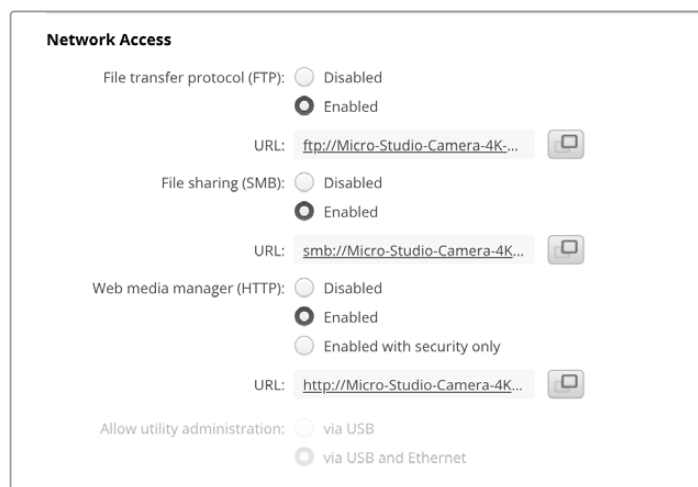 Network Access
File transfer protocol (FTP): Disabled
Enabled
URL: ftp://Micro-Studio-Camera-4K-...
File sharing (SMB): Disabled
Enabled
URL: smb://Micro-Studio-Camera-4K...
Web media manager (HTTP): Disabled
Enabled
Enabled with security only
URL: http://Micro-Studio-Camera-4K...
Allow utility administration: via USB
via USB and Ethernet